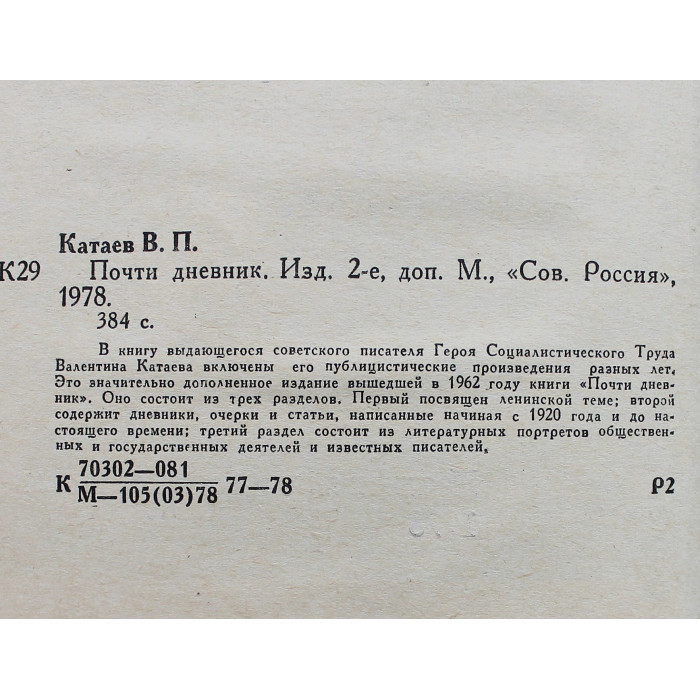 Катаев В. П.
К29 Почти дневник. Изд. 2-е, доп. М., «Сов. Россия»,
1978.
384 с.
В книгу выдающегося советского писателя Героя Социалистического Труда
Валентина Катаева включены его публицистические произведения разных лет.
Это значительно дополненное издание вышедшей в 1962 году книги «Почти днев-
ник». Оно состоит из трех разделов. Первый посвящен ленинской теме; второй
содержит дневники, очерки и статьи, написанные начиная с 1920 года и до на-
стоящего времени; третий раздел состоит из литературных портретов обществен-
ных и государственных деятелей и известных писателей.
70302—081
К М—105(03)78 77—78 Р2